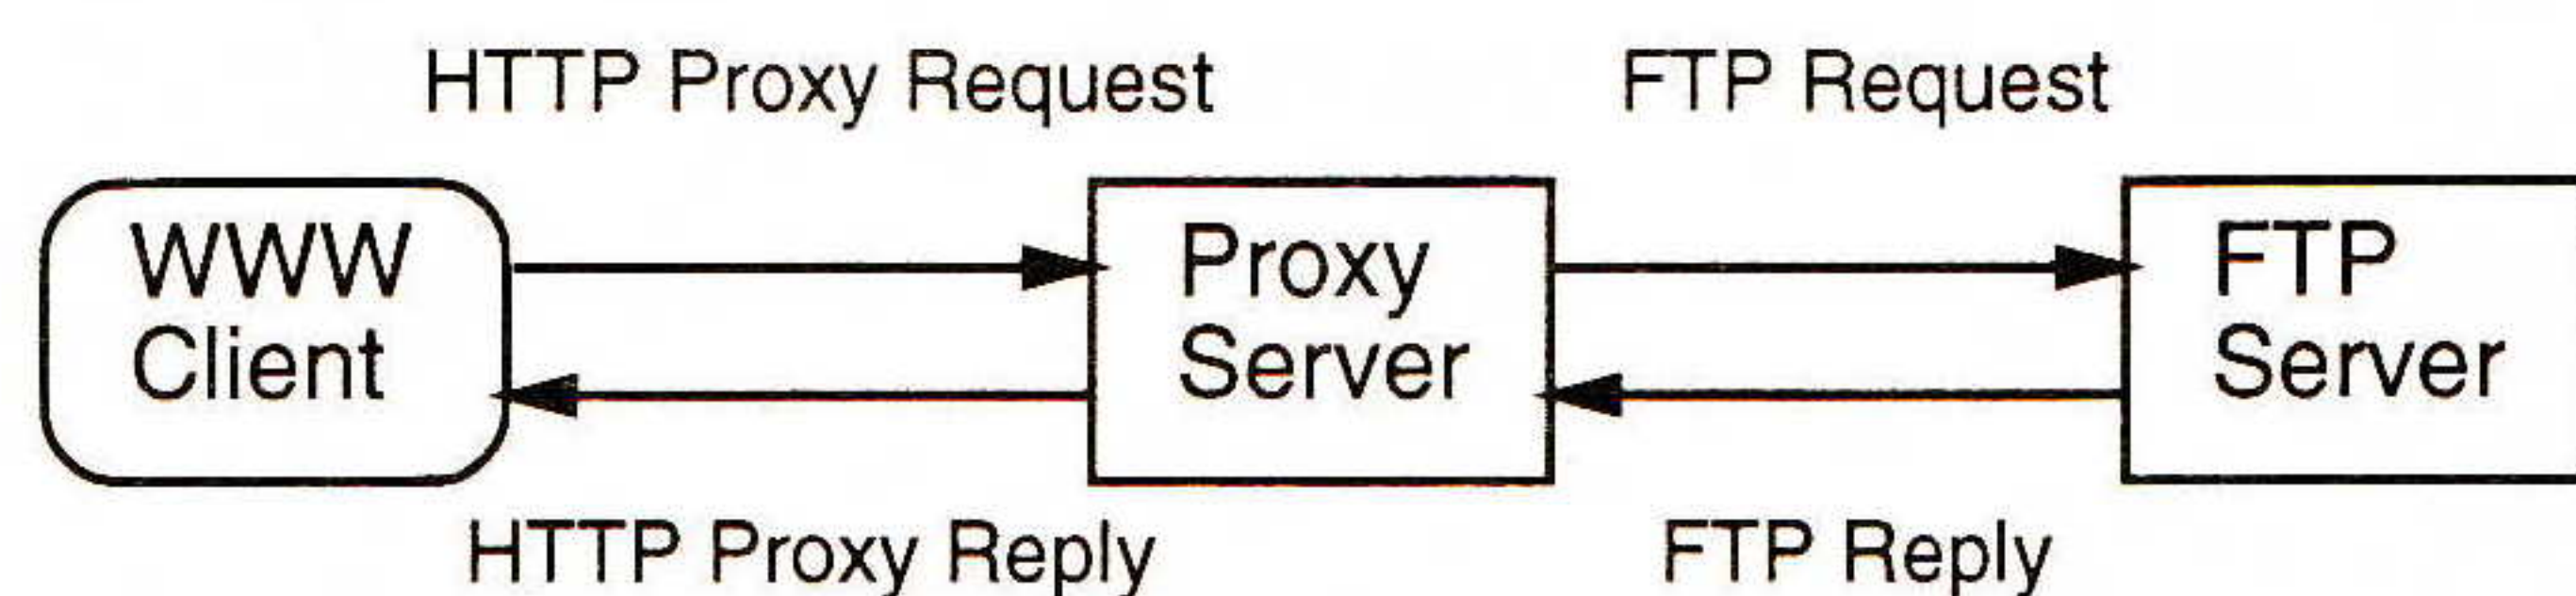 HTTP Proxy Request
FTP Request
WWW
Client
Proxy
Server
FTP
Server
HTTP Proxy Reply
FTP Reply